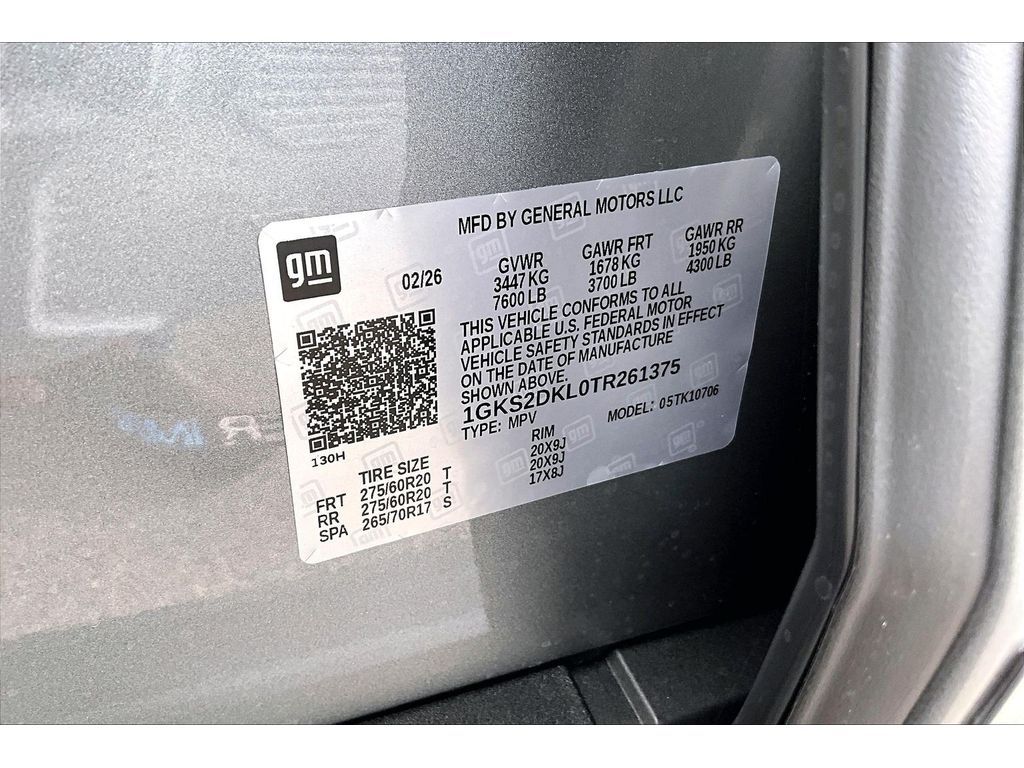 MFD BY GENERAL MOTORS LLC
gm
02/26
GVWR
3447 KG
7600 LB
GAWR FRT
1678 KG
3700 LB
GAWR RR
1950 KG
4300 LB
THIS VEHICLE CONFORMS TO ALL
APPLICABLE U.S. FEDERAL MOTOR
VEHICLE SAFETY STANDARDS IN EFFECT
ON THE DATE OF MANUFACTURE
SHOWN ABOVE.
1GKS2DKL0TR261375
TYPE: MPV
MODEL: 05TK10706
130H
TIRE SIZE
RIM
FRT 275/60R20 T 20X9J
RR 275/60R20 T 20X9J
SPA 265/70R17 S 17X8J